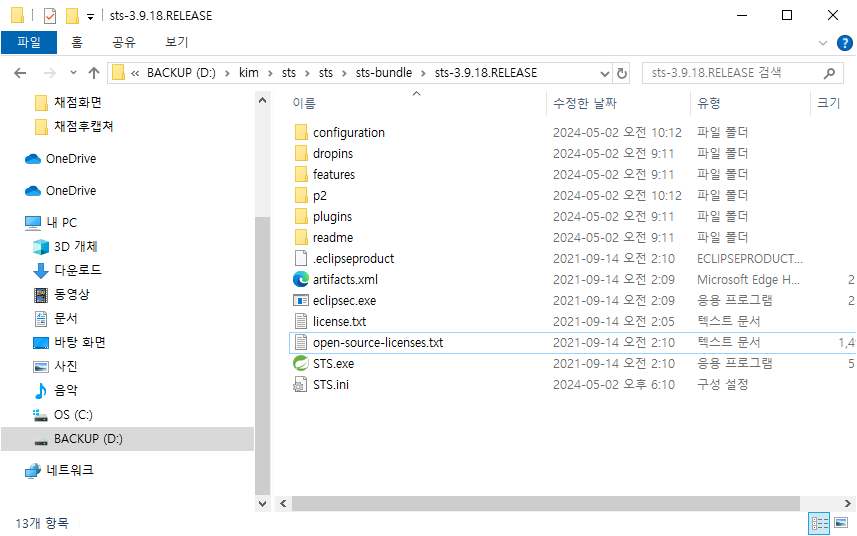 sts-3.9.18.RELEASE
파일 홈 공유 보기
« BACKUP (D:) › kim › sts › sts › sts-bundle › sts-3.9.18.RELEASE
sts-3.9.18.RELEASE 검색
채점화면
채점후캡쳐
OneDrive
OneDrive
내 PC
3D 개체
다운로드
동영상
문서
바탕 화면
사진
음악
OS (C:)
BACKUP (D:)
네트워크
이름 수정한 날짜 유형 크기
configuration 2024-05-02 오전 10:12 파일 폴더
dropins 2024-05-02 오전 9:11 파일 폴더
features 2024-05-02 오전 9:11 파일 폴더
p2 2024-05-02 오전 10:12 파일 폴더
plugins 2024-05-02 오전 9:11 파일 폴더
readme 2024-05-02 오전 9:11 파일 폴더
.eclipseproduct 2021-09-14 오전 2:10 ECLIPSEPRODUCT...
artifacts.xml 2021-09-14 오전 2:09 Microsoft Edge H... 2
eclipsec.exe 2021-09-14 오전 2:09 응용 프로그램 2
license.txt 2021-09-14 오전 2:05 텍스트 문서
open-source-licenses.txt 2021-09-14 오전 2:10 텍스트 문서 1,49
STS.exe 2021-09-14 오전 2:10 응용 프로그램 5
STS.ini 2024-05-02 오후 6:10 구성 설정
13개 항목